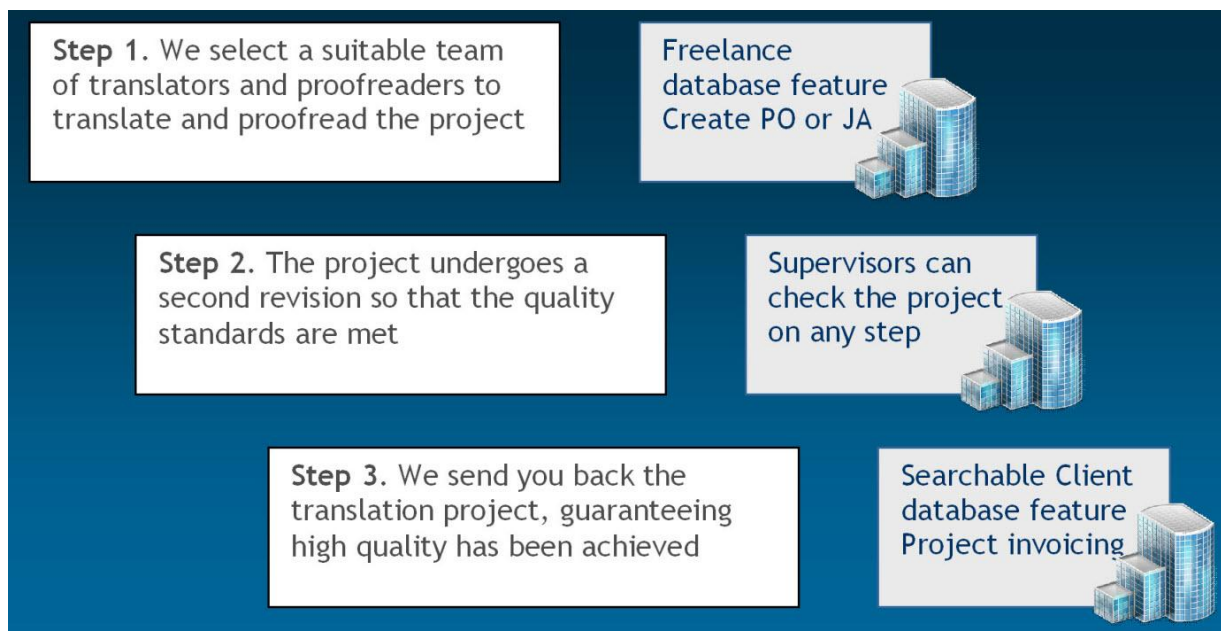 Step 1. We select a suitable team
of translators and proofreaders to
translate and proofread the project
Freelance
database feature
Create PO or JA
Step 2. The project undergoes a
second revision so that the quality
standards are met
Supervisors can
check the project
on any step
Step 3. We send you back the
translation project, guaranteeing
high quality has been achieved
Searchable Client
database feature
Project invoicing